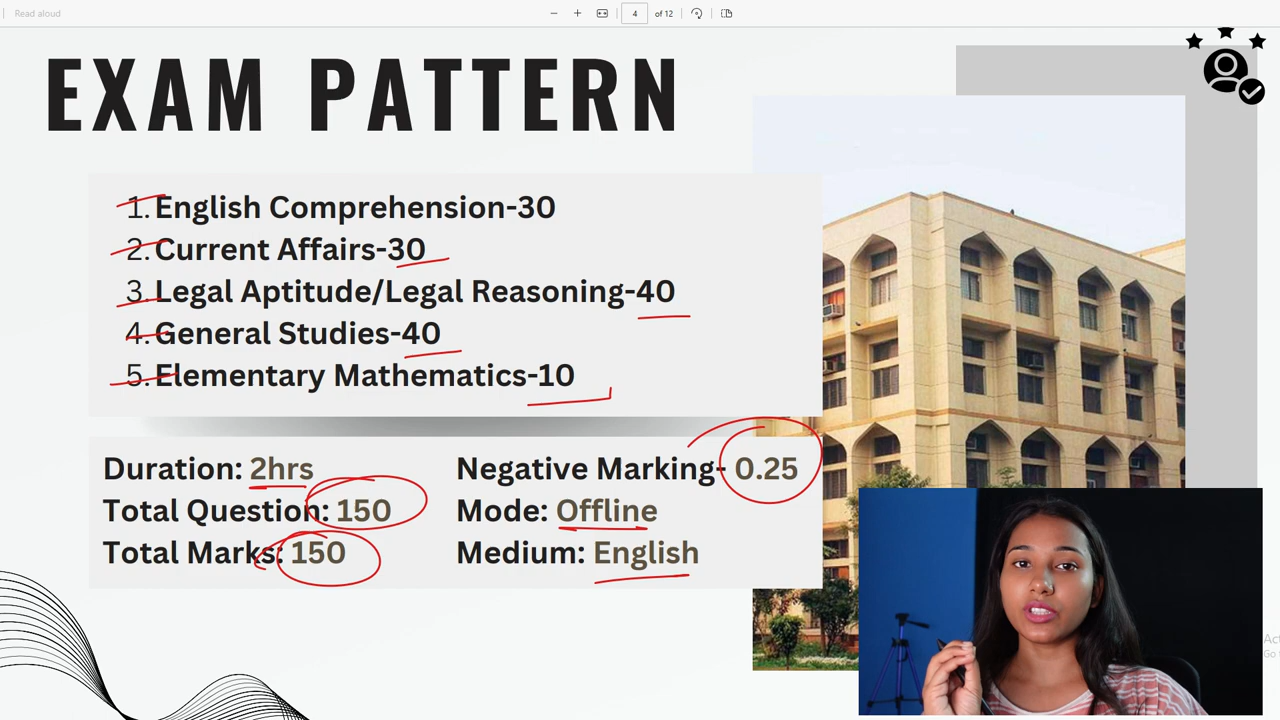 Read aloud
4
of 12
EXAM PATTERN
1. English Comprehension-30
2. Current Affairs-30
3. Legal Aptitude/Legal Reasoning-40
4. General Studies-40
5. Elementary Mathematics-10
Duration: 2hrs
Total Question: 150
Total Marks: 150
Negative Marking- 0.25
Mode: Offline
Medium: English